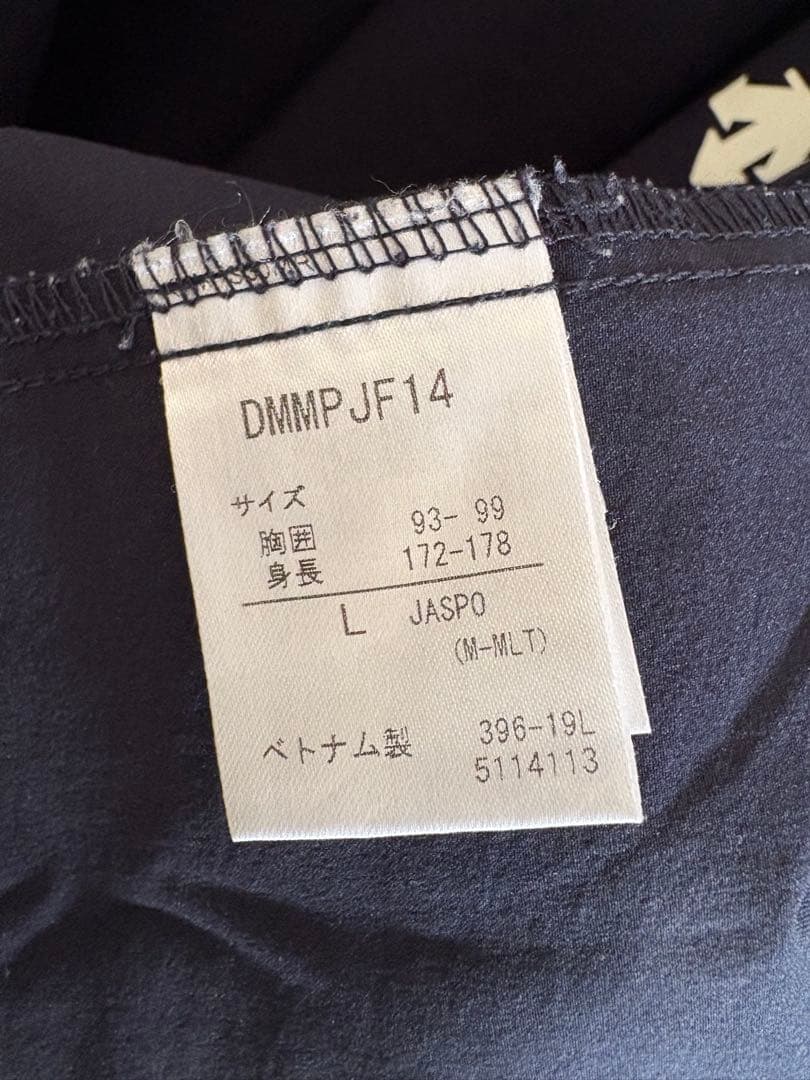 DMMPJF14
サイズ
胸囲 93- 99
身長 172-178
L JASPO
(M-MLT)
ベトナム製 396-19L
5114113